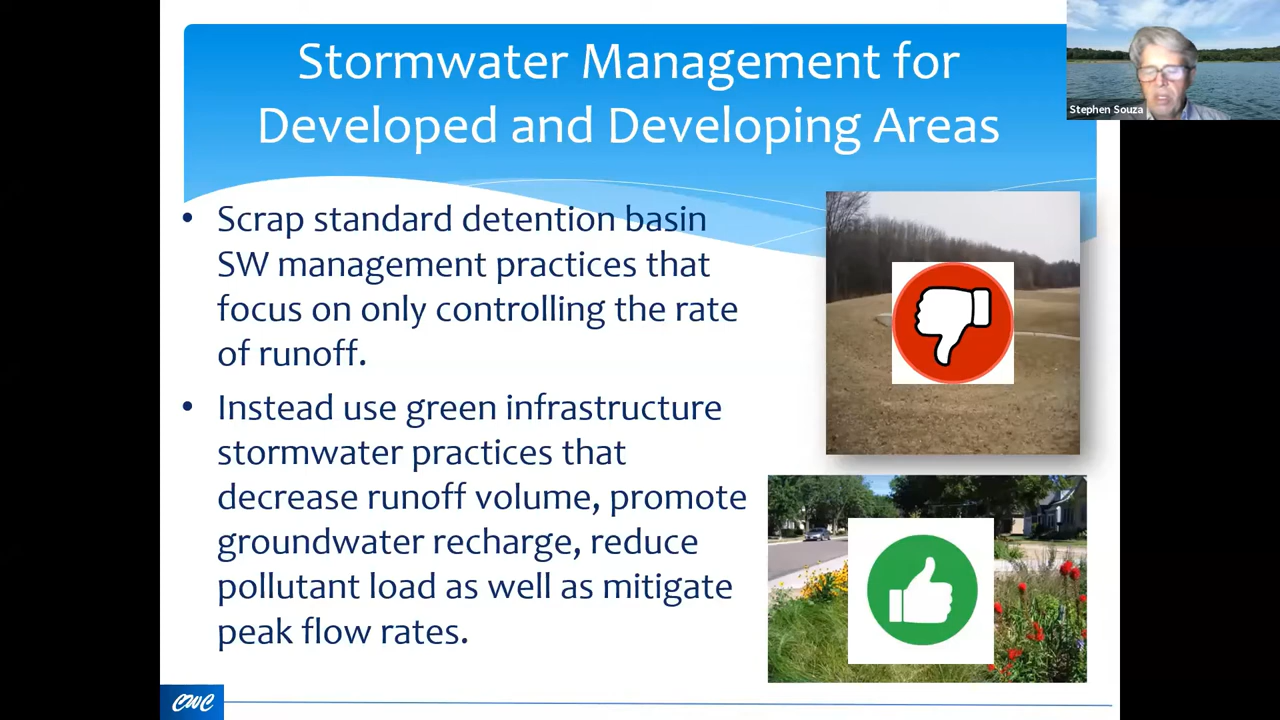 Stormwater Management for
Developed and Developing Areas
Stephen Souza
• Scrap standard detention basin
SW management practices that
focus on only controlling the rate
of runoff.
• Instead use green infrastructure
stormwater practices that
decrease runoff volume, promote
groundwater recharge, reduce
pollutant load as well as mitigate
peak flow rates.
CWC